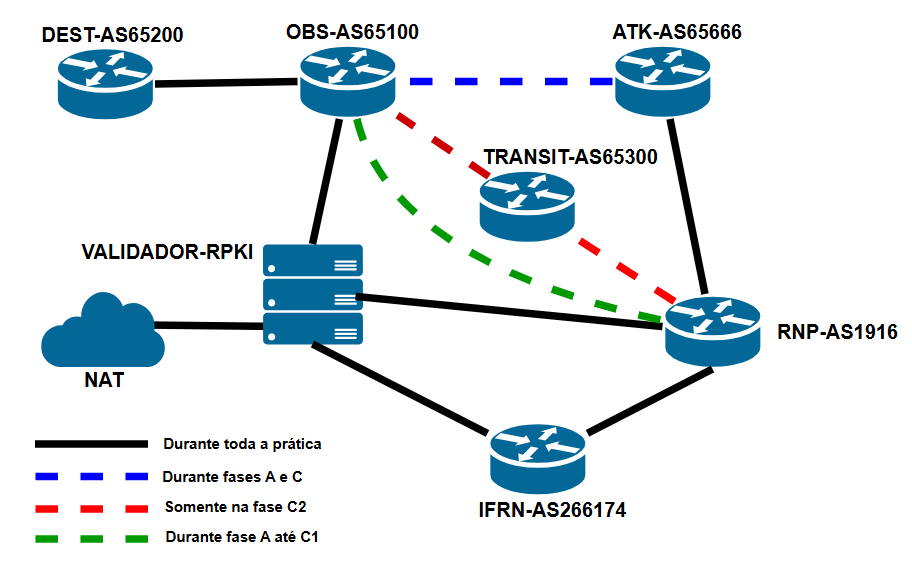 DEST-AS65200
OBS-AS65100
ATK-AS65666
TRANSIT-AS65300
VALIDADOR-RPKI
RNP-AS1916
NAT
Durante toda a prática
Durante fases A e C
Somente na fase C2
Durante fase A até C1
IFRN-AS266174